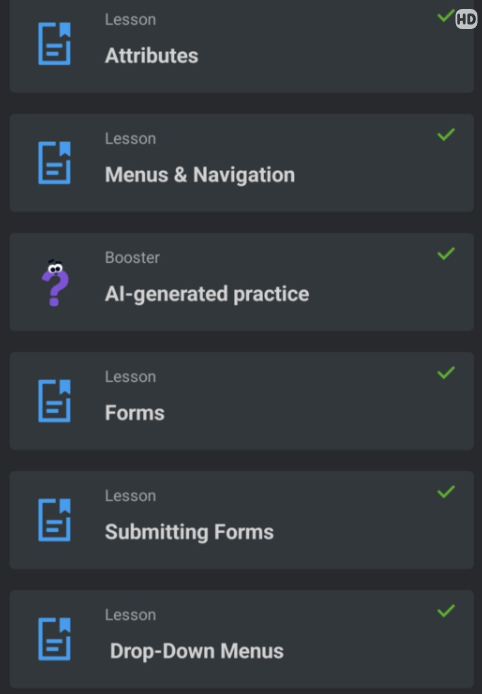 Lesson
HD
Attributes
Lesson
Menus & Navigation
Booster
AI-generated practice
Lesson
Forms
Lesson
Submitting Forms
Lesson
Drop-Down Menus